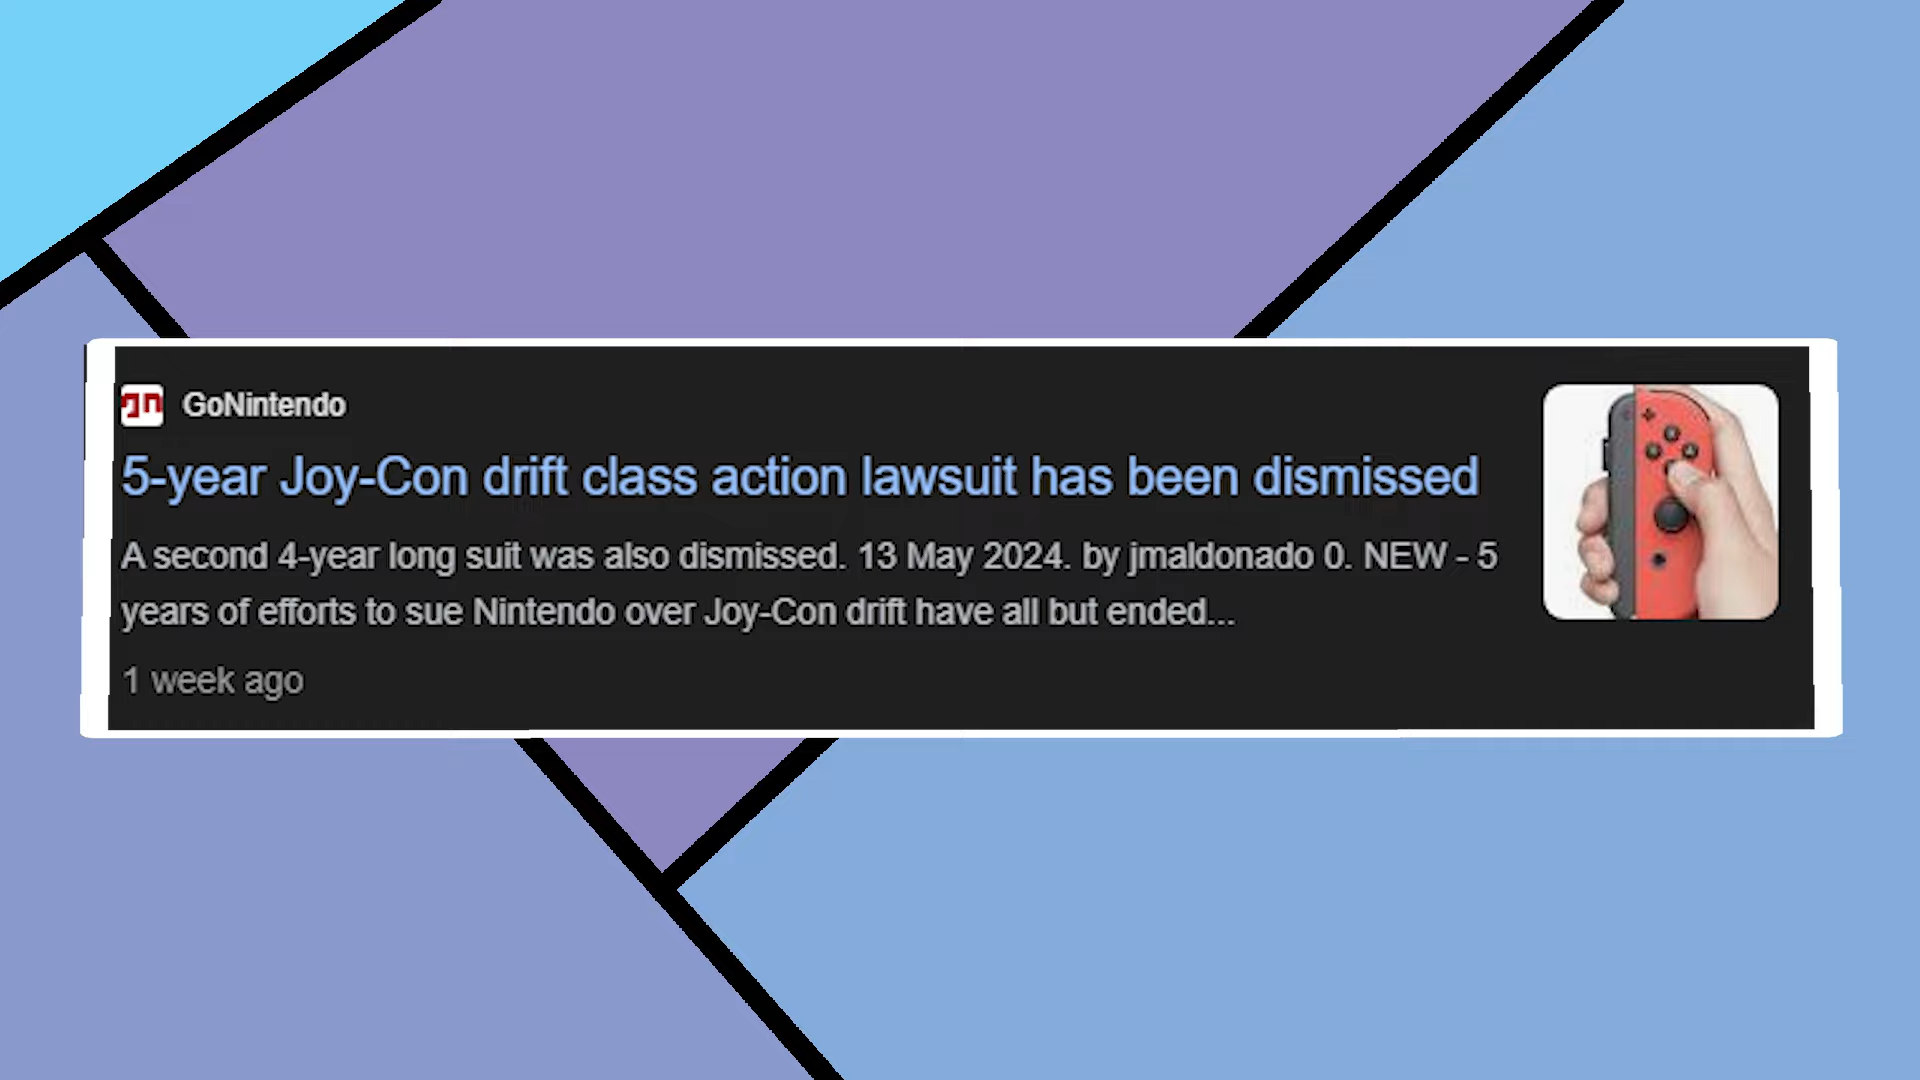 GoNintendo
5-year Joy-Con drift class action lawsuit has been dismissed
A second 4-year long suit was also dismissed. 13 May 2024. by jmaldonado 0. NEW - 5
years of efforts to sue Nintendo over Joy-Con drift have all but ended...
1 week ago